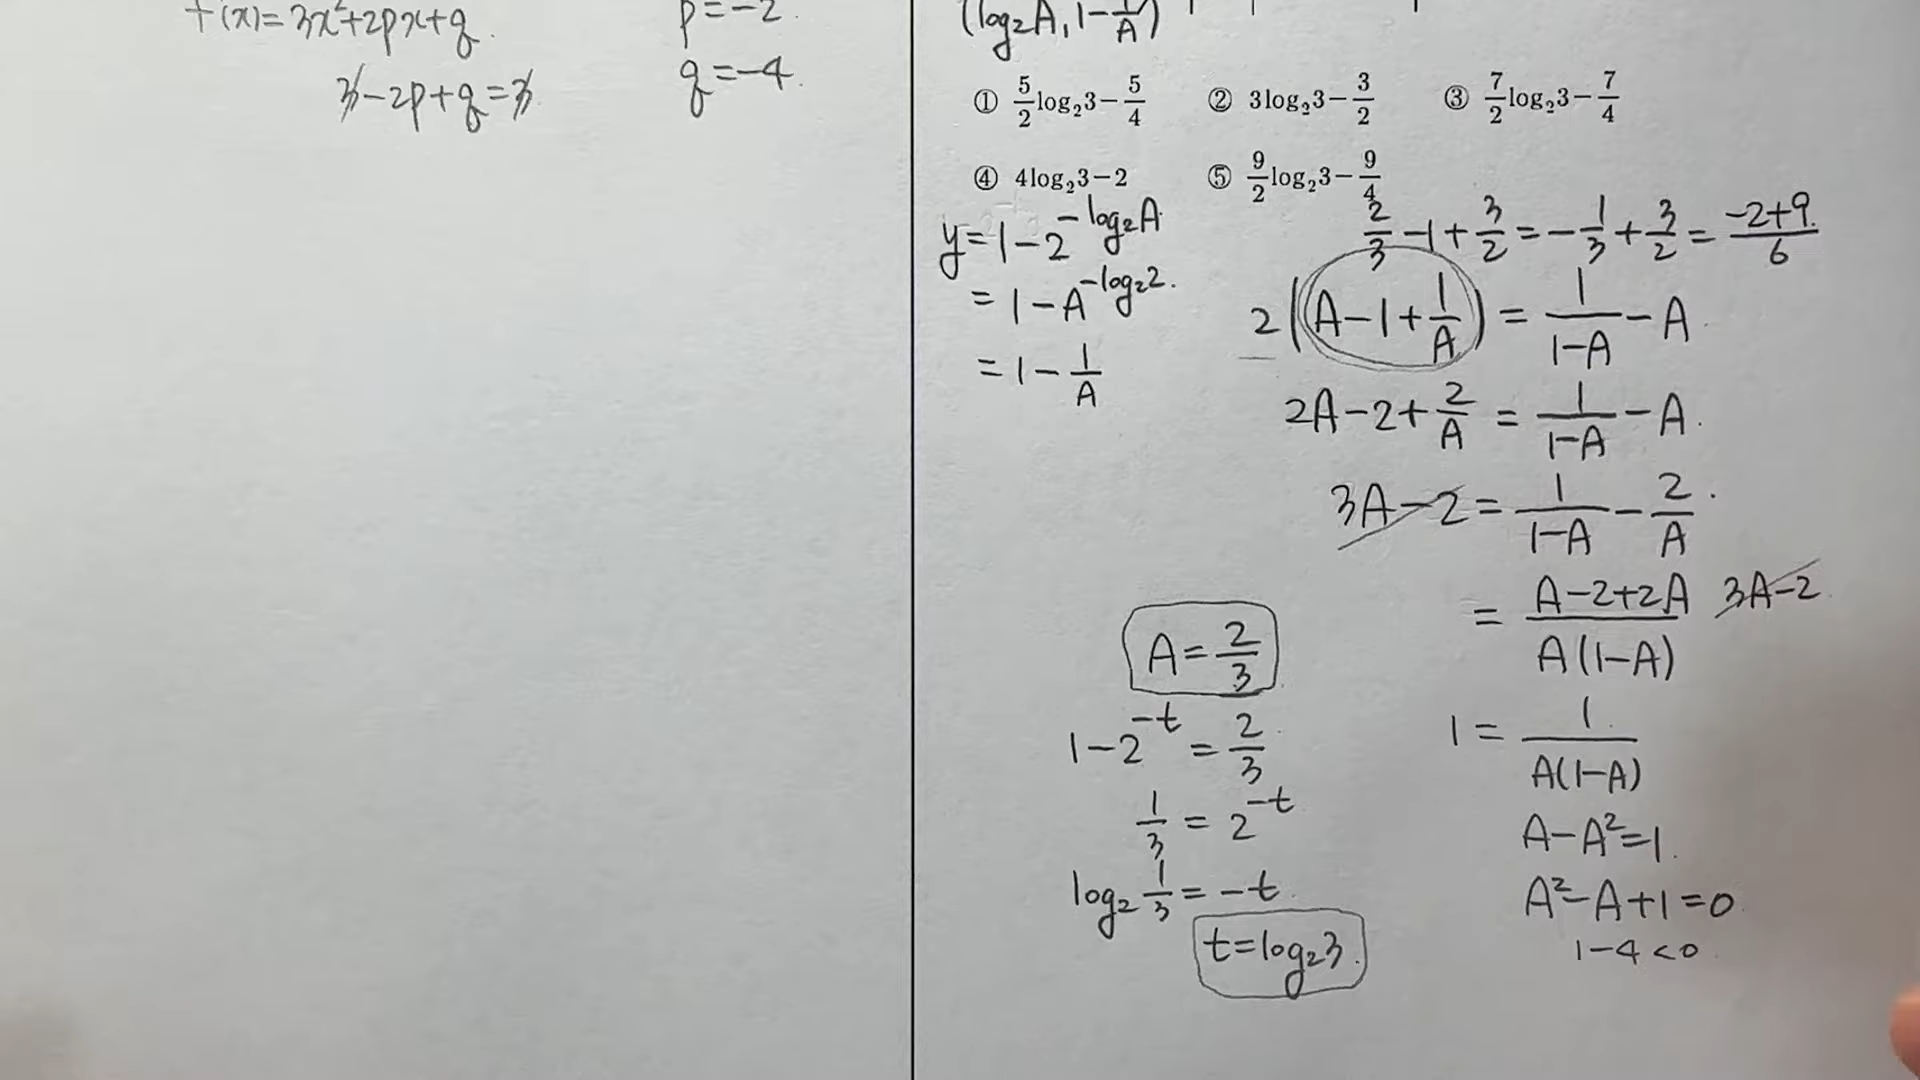 f'(x)=3x²+2px+q.
3-2p+q=3
p=-2.
q=-4.
(log₂A, 1-1/A)
① 5/2 log₂3 - 5/4 ② 3log₂3 - 3/2 ③ 7/2 log₂3 - 7/4
④ 4log₂3-2 ⑤ 9/2 log₂3 - 9/4
y=1-2^(-log₂A)
=1-A^(-log₂2).
=1-1/A
2/3-1+3/2=-1/3+3/2=(-2+9)/6
2(A-1+1/A)=1/(1-A)-A.
2A-2+2/A=1/(1-A)-A.
3A-2=1/(1-A)-2/A.
=(A-2+2A)/(A(1-A)) 3A-2
1=1/(A(1-A))
A-A²=1.
A²-A+1=0
1-4<0
A=2/3
1-2^(-t)=2/3
1/3=2^(-t)
log₂1/3=-t.
t=log₂3.